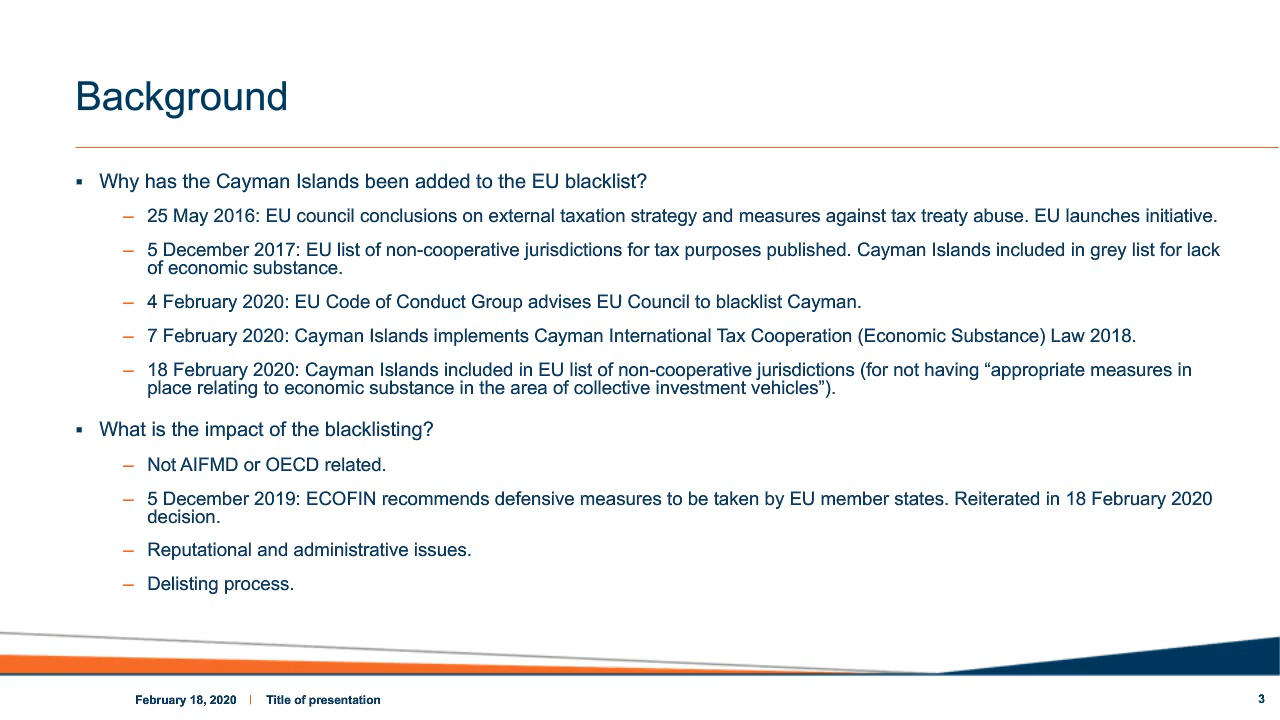 Background
▪ Why has the Cayman Islands been added to the EU blacklist?
– 25 May 2016: EU council conclusions on external taxation strategy and measures against tax treaty abuse. EU launches initiative.
– 5 December 2017: EU list of non-cooperative jurisdictions for tax purposes published. Cayman Islands included in grey list for lack
of economic substance.
– 4 February 2020: EU Code of Conduct Group advises EU Council to blacklist Cayman.
– 7 February 2020: Cayman Islands implements Cayman International Tax Cooperation (Economic Substance) Law 2018.
– 18 February 2020: Cayman Islands included in EU list of non-cooperative jurisdictions (for not having “appropriate measures in
place relating to economic substance in the area of collective investment vehicles”).
▪ What is the impact of the blacklisting?
– Not AIFMD or OECD related.
– 5 December 2019: ECOFIN recommends defensive measures to be taken by EU member states. Reiterated in 18 February 2020
decision.
– Reputational and administrative issues.
– Delisting process.
February 18, 2020 | Title of presentation 3